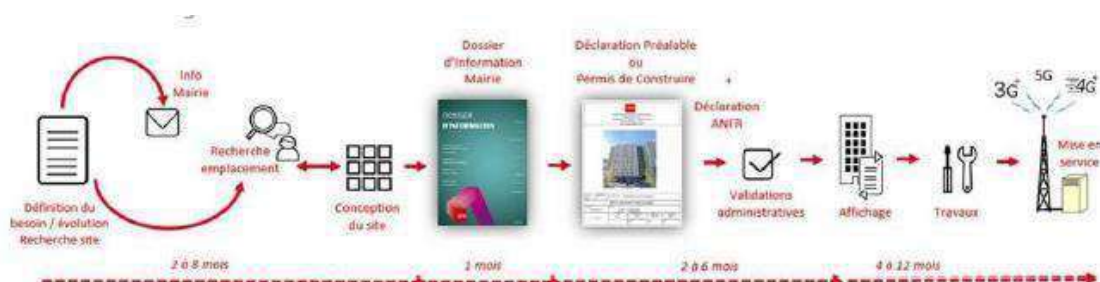 Dossier
d'Information
Mairie
Déclaration Préalable
ou
Permis de Construire
+
Déclaration
ANFR
Info
Mairie
3G+
5G
4G+
Mise en
service
DOSSIER
D'INFORMATION
Recherche
emplacement
Conception
du site
Validations
administratives
Affichage
Travaux
Définition du
besoin / évolution
Recherche site
2 à 8 mois
1 mois
2 à 6 mois
4 à 12 mois